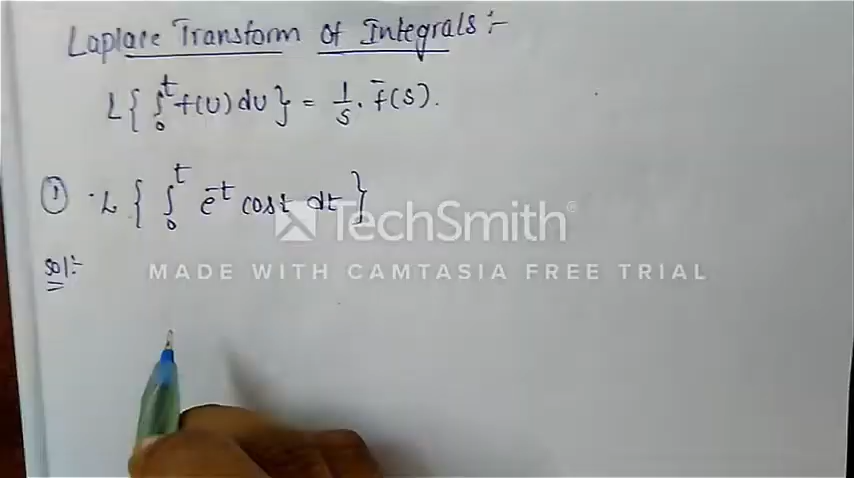 Laplace Transform of Integrals :-
L{ ∫₀ᵗ f(u) du } = 1/s . f̄(s).
① L { ∫₀ᵗ e⁻ᵗ cost dt }
TechSmith®
MADE WITH CAMTASIA FREE TRIAL
Sol:-